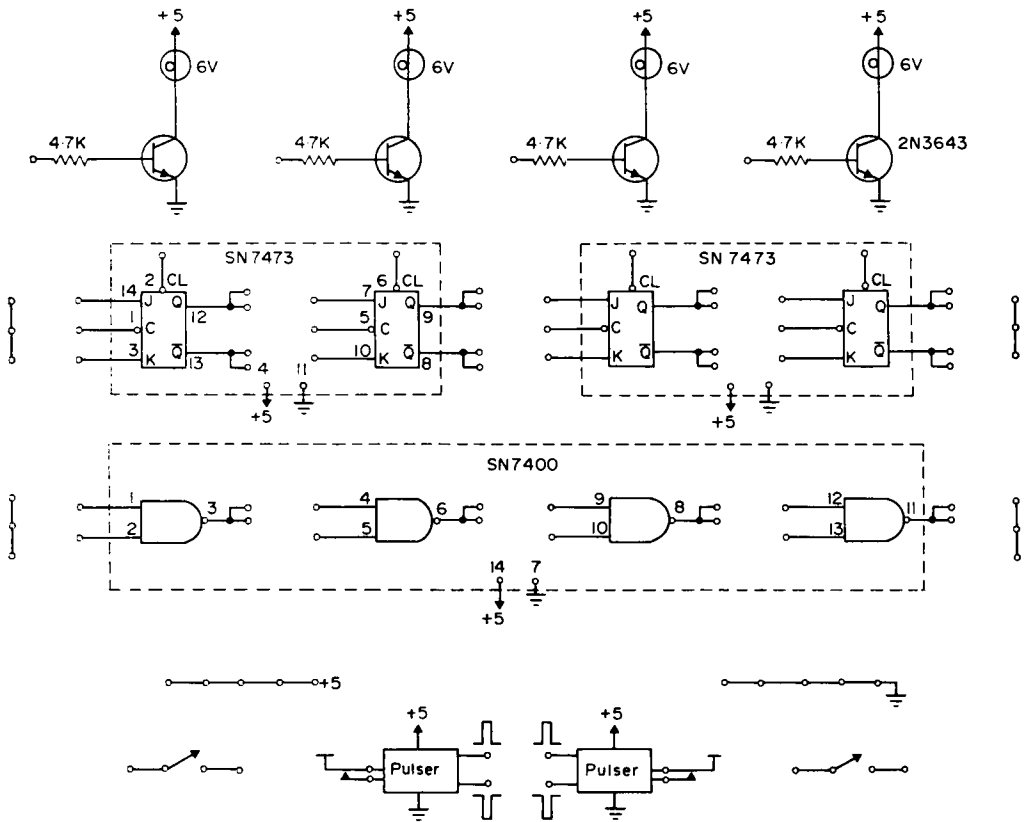 +5 +5 +5 +5
6V 6V 6V 6V
4·7K 4·7K 4·7K 4·7K 2N3643
SN7473 SN7473
2 CL 6 CL CL CL
14 J Q 7 J Q J Q J Q
12 9
1 C 5 C C C
3 K Q̅ 10 K Q̅ K Q̅ K Q̅
13 8
4 11
+5 +5
SN7400
1 3 4 6 9 8 12 11
2 5 10 13
14 7
+5
+5
+5 +5
Pulser Pulser